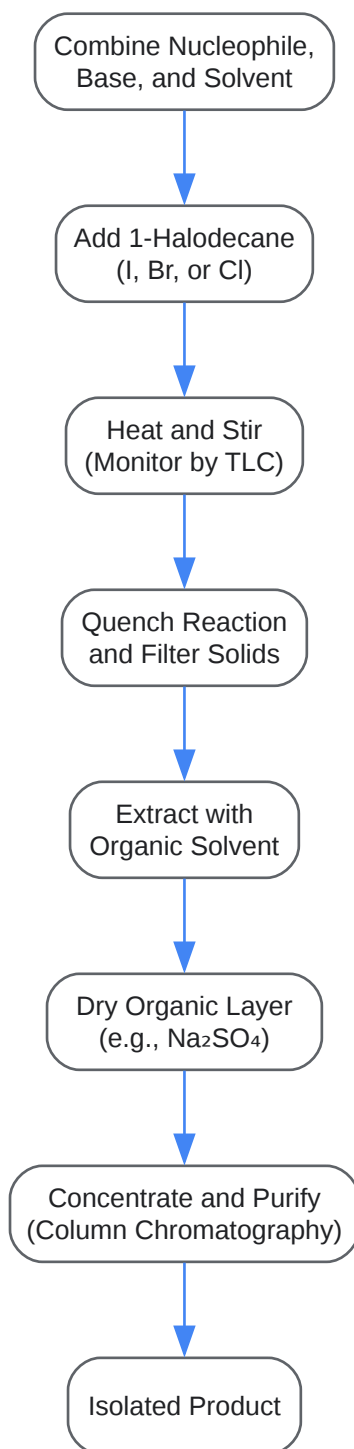 Combine Nucleophile,
Base, and Solvent
Add 1-Halodecane
(I, Br, or Cl)
Heat and Stir
(Monitor by TLC)
Quench Reaction
and Filter Solids
Extract with
Organic Solvent
Dry Organic Layer
(e.g., Na₂SO₄)
Concentrate and Purify
(Column Chromatography)
Isolated Product